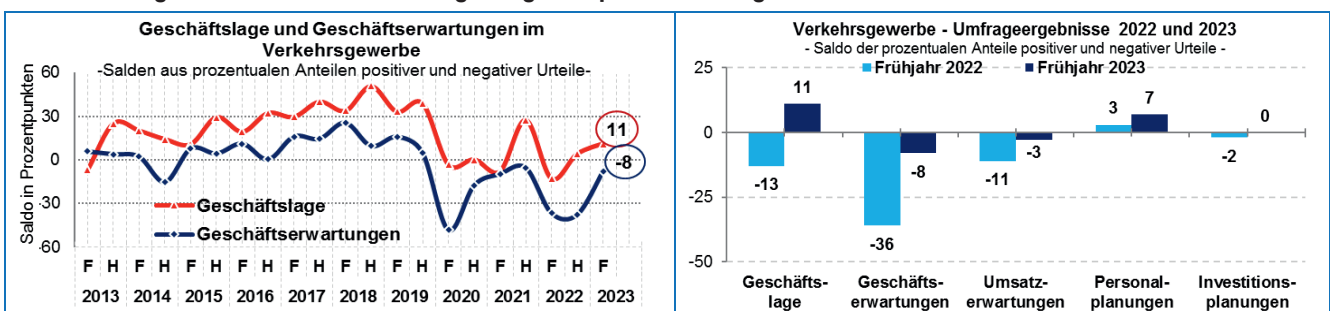 Geschäftslage und Geschäftserwartungen im
Verkehrsgewerbe
-Salden aus prozentualen Anteilen positiver und negativer Urteile-
Saldo in Prozentpunkten
60
30
0
-30
-60
11
-8
Geschäftslage
Geschäftserwartungen
F H F H F H F H F H F H F H F H F H F H F
2013 2014 2015 2016 2017 2018 2019 2020 2021 2022 2023
Verkehrsgewerbe - Umfrageergebnisse 2022 und 2023
- Saldo der prozentualen Anteile positiver und negativer Urteile -
Frühjahr 2022 Frühjahr 2023
25
0
-25
-50
-13
11
-36
-8
-11
-3
3
7
-2
0
Geschäfts-
lage
Geschäfts-
erwartungen
Umsatz-
erwartungen
Personal-
planungen
Investitions-
planungen